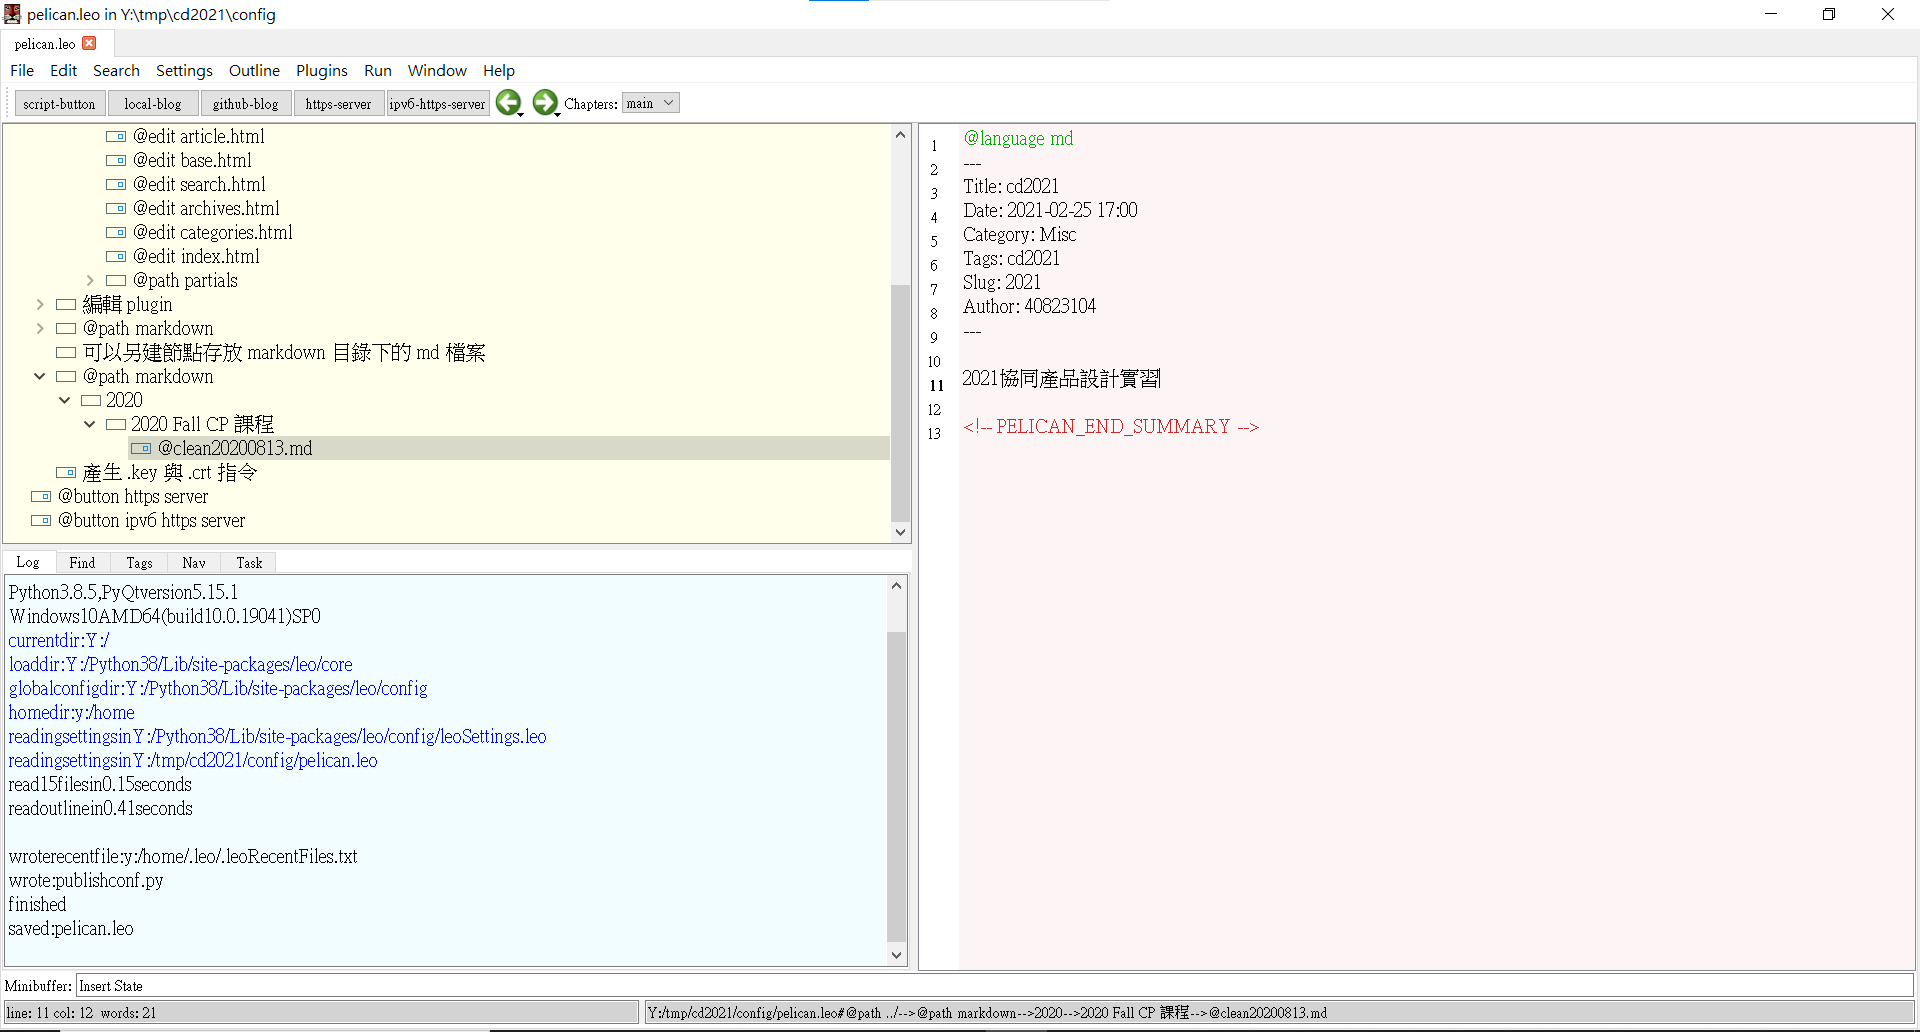 pelican.leo in Y:\tmp\cd2021\config
pelican.leo
File Edit Search Settings Outline Plugins Run Window Help
script-button local-blog github-blog https-server ipv6-https-server Chapters: main
@edit article.html
@edit base.html
@edit search.html
@edit archives.html
@edit categories.html
@edit index.html
@path partials
編輯 plugin
@path markdown
可以另建節點存放 markdown 目錄下的 md 檔案
@path markdown
2020
2020 Fall CP 課程
@clean20200813.md
產生 .key 與 .crt 指令
@button https server
@button ipv6 https server
Log Find Tags Nav Task
Python3.8.5,PyQtversion5.15.1
Windows10AMD64(build10.0.19041)SP0
currentdir:Y:/
loaddir:Y:/Python38/Lib/site-packages/leo/core
globalconfigdir:Y:/Python38/Lib/site-packages/leo/config
homedir:y:/home
readingsettingsinY:/Python38/Lib/site-packages/leo/config/leoSettings.leo
readingsettingsinY:/tmp/cd2021/config/pelican.leo
read15filesin0.15seconds
readoutlinein0.41seconds
wroterecentfile:y:/home/.leo/.leoRecentFiles.txt
wrote:publishconf.py
finished
saved:pelican.leo
1 @language md
2 ---
3 Title: cd2021
4 Date: 2021-02-25 17:00
5 Category: Misc
6 Tags: cd2021
7 Slug: 2021
8 Author: 40823104
9 ---
10
11 2021協同產品設計實習
12
13 <!-- PELICAN_END_SUMMARY -->
Minibuffer: Insert State
line: 11 col: 12 words: 21
Y:/tmp/cd2021/config/pelican.leo#@path ../-->@path markdown-->2020-->2020 Fall CP 課程-->@clean20200813.md